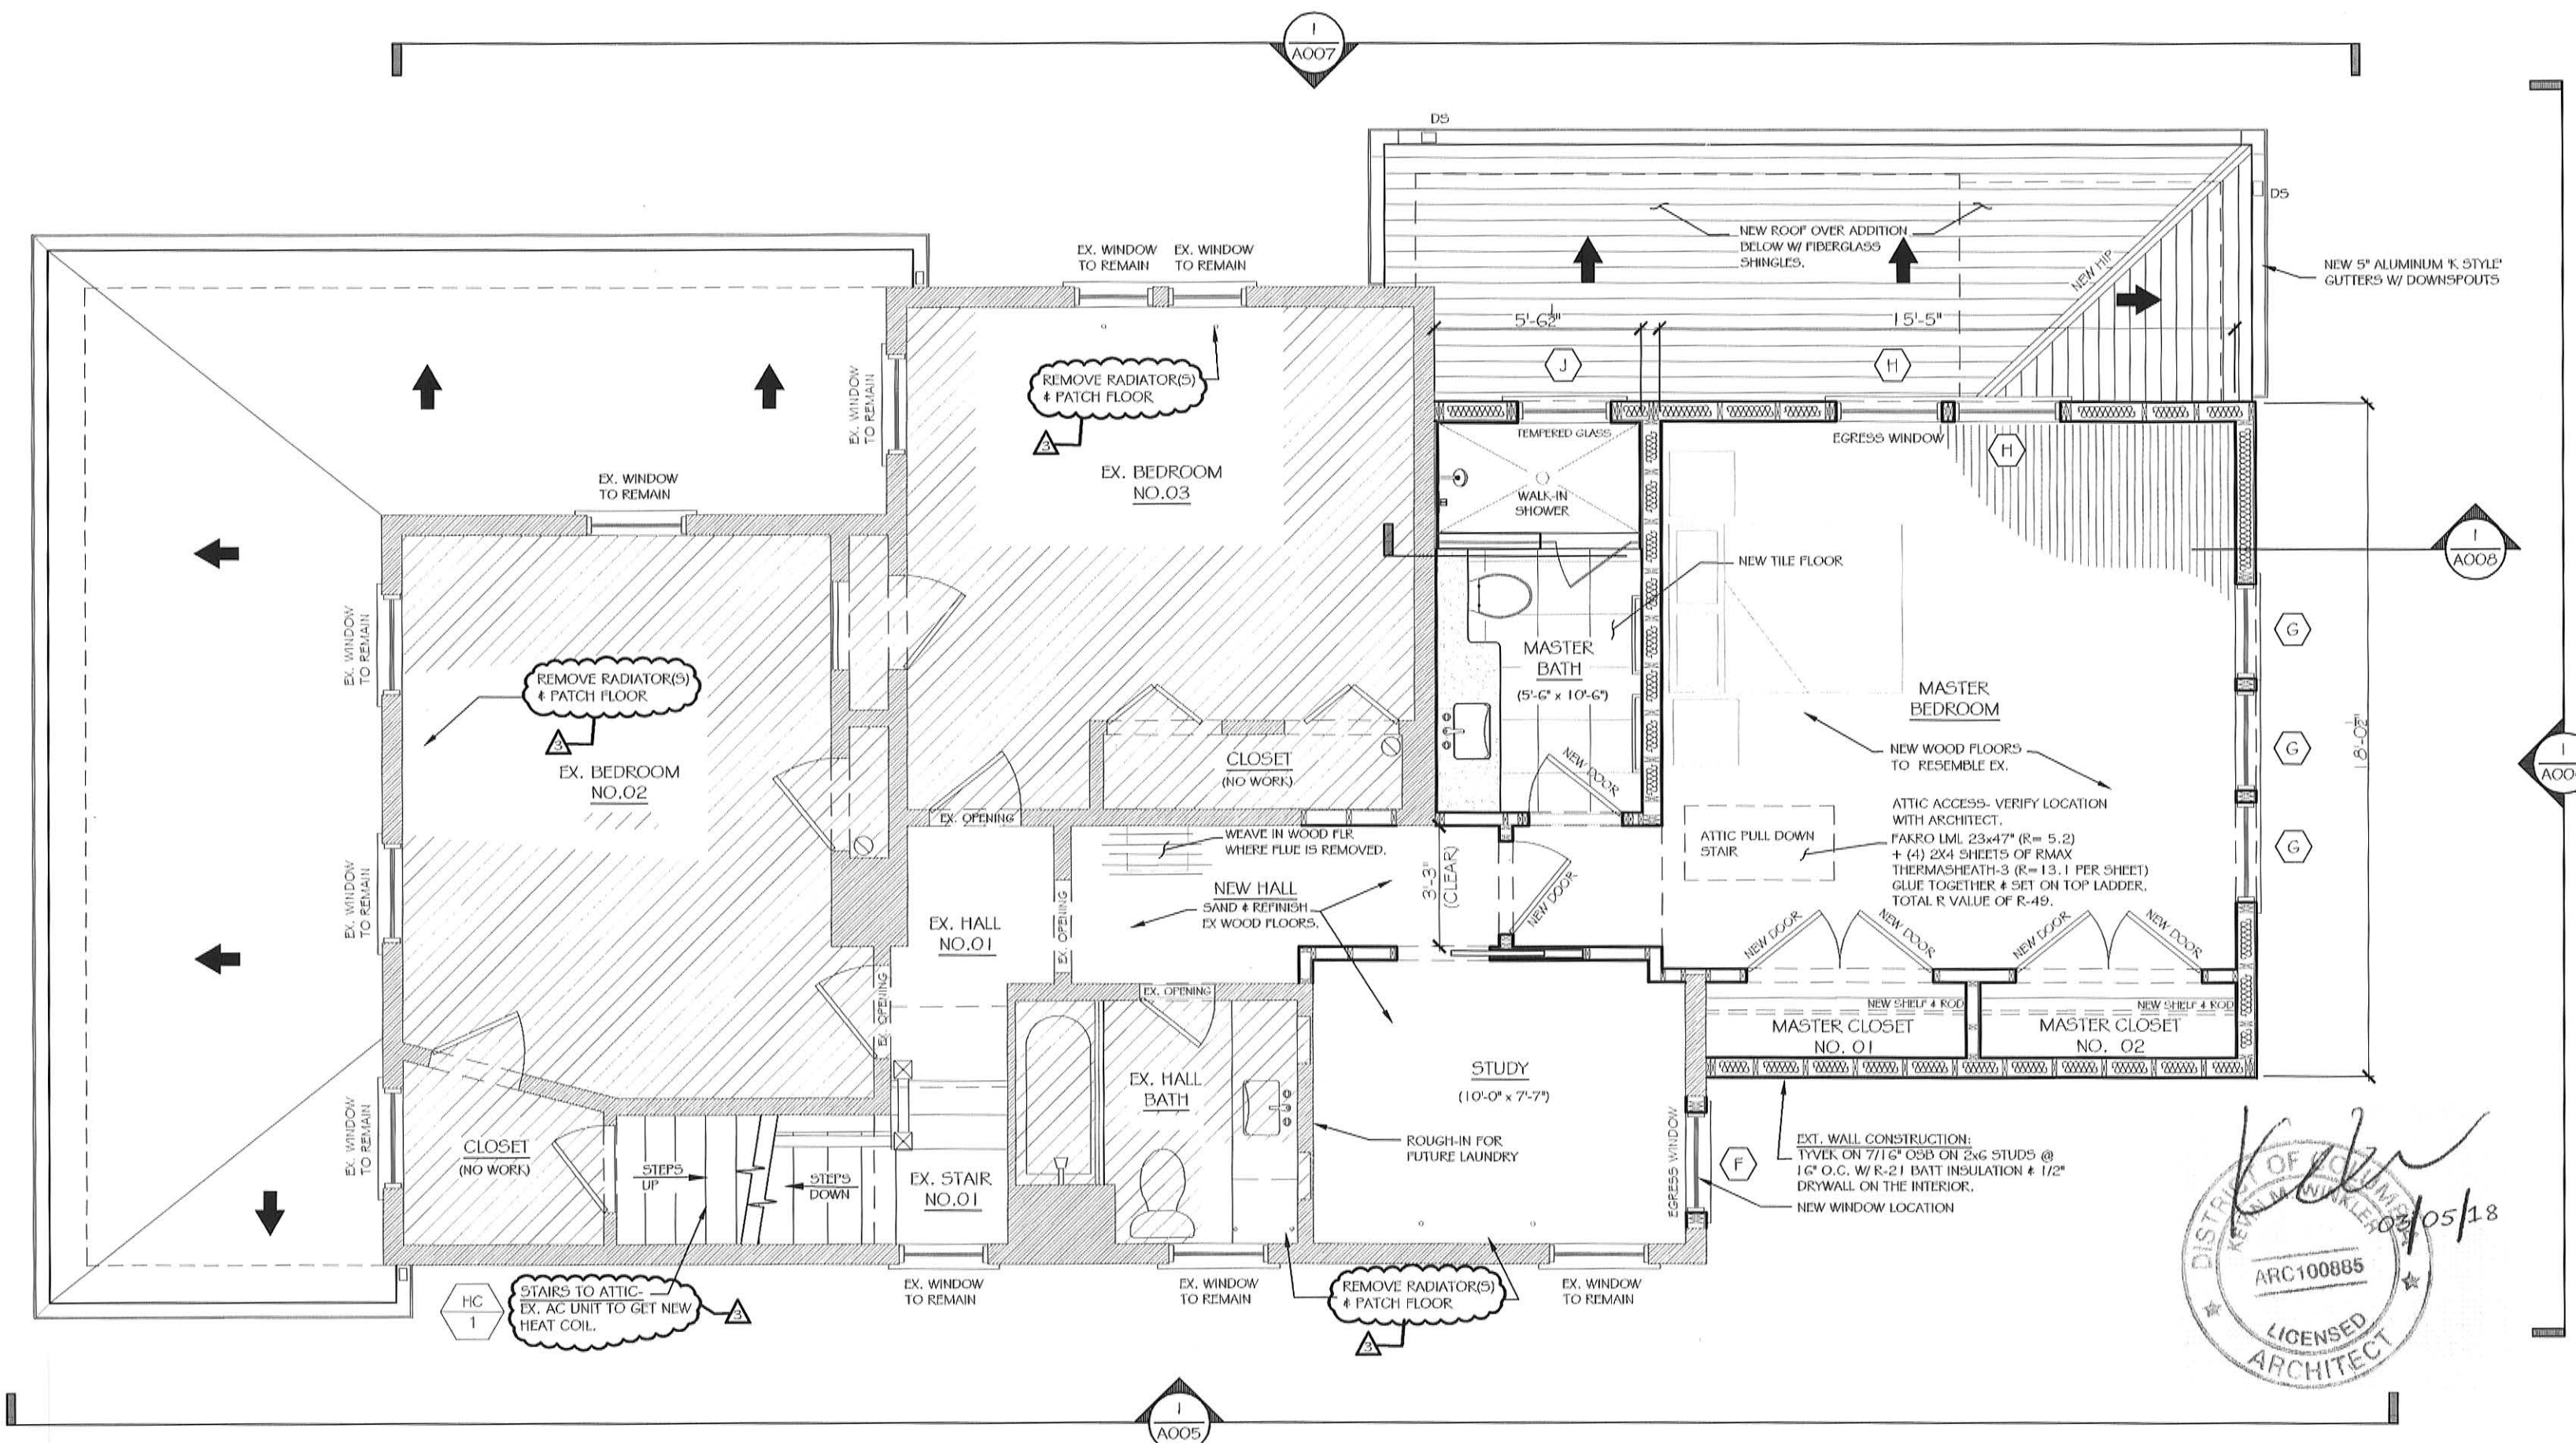 1
A007
DS
DS
NEW ROOF OVER ADDITION
BELOW W/ FIBERGLASS
SHINGLES.
NEW HIP
NEW 5" ALUMINUM 'K STYLE'
GUTTERS W/ DOWNSPOUTS
EX. WINDOW
TO REMAIN
EX. WINDOW
TO REMAIN
5'-6½"
15'-5"
J
H
REMOVE RADIATOR(S)
& PATCH FLOOR
3
EX. WINDOW
TO REMAIN
TEMPERED GLASS
EGRESS WINDOW
H
EX. BEDROOM
NO.03
EX. WINDOW
TO REMAIN
WALK-IN
SHOWER
1
A008
NEW TILE FLOOR
EX. WINDOW
TO REMAIN
G
MASTER
BATH
(5'-6" x 10'-6")
REMOVE RADIATOR(S)
& PATCH FLOOR
3
MASTER
BEDROOM
G
18'-0½"
1
NEW WOOD FLOORS
TO RESEMBLE EX.
EX. BEDROOM
NO.02
CLOSET
(NO WORK)
NEW DOOR
EX. OPENING
WEAVE IN WOOD FLR
WHERE FLUE IS REMOVED.
ATTIC PULL DOWN
STAIR
ATTIC ACCESS- VERIFY LOCATION
WITH ARCHITECT.
FAKRO LML 23x47" (R= 5.2)
+ (4) 2X4 SHEETS OF RMAX
THERMASHEATH-3 (R=13.1 PER SHEET)
GLUE TOGETHER & SET ON TOP LADDER.
TOTAL R VALUE OF R-49.
G
3'-3"
(CLEAR)
NEW DOOR
EX. WINDOW
TO REMAIN
EX. HALL
NO.01
EX. OPENING
NEW HALL
SAND & REFINISH
EX WOOD FLOORS.
NEW DOOR
NEW DOOR
NEW DOOR
NEW DOOR
EX. OPENING
EX. OPENING
NEW SHELF & ROD
NEW SHELF & ROD
MASTER CLOSET
NO. 01
MASTER CLOSET
NO. 02
EX. HALL
BATH
STUDY
(10'-0" x 7'-7")
EX. WINDOW
TO REMAIN
CLOSET
(NO WORK)
STEPS
UP
STEPS
DOWN
EX. STAIR
NO.01
ROUGH-IN FOR
FUTURE LAUNDRY
EGRESS WINDOW
F
EXT. WALL CONSTRUCTION:
TYVEK ON 7/16" OSB ON 2x6 STUDS @
16" O.C. W/ R-21 BATT INSULATION & 1/2"
DRYWALL ON THE INTERIOR.
NEW WINDOW LOCATION
HC
1
STAIRS TO ATTIC-
EX. AC UNIT TO GET NEW
HEAT COIL.
3
EX. WINDOW
TO REMAIN
EX. WINDOW
TO REMAIN
REMOVE RADIATOR(S)
& PATCH FLOOR
3
EX. WINDOW
TO REMAIN
DISTRICT OF COLUMBIA
KEVIN M. WINKLER
03/05/18
ARC100885
LICENSED
ARCHITECT
1
A005